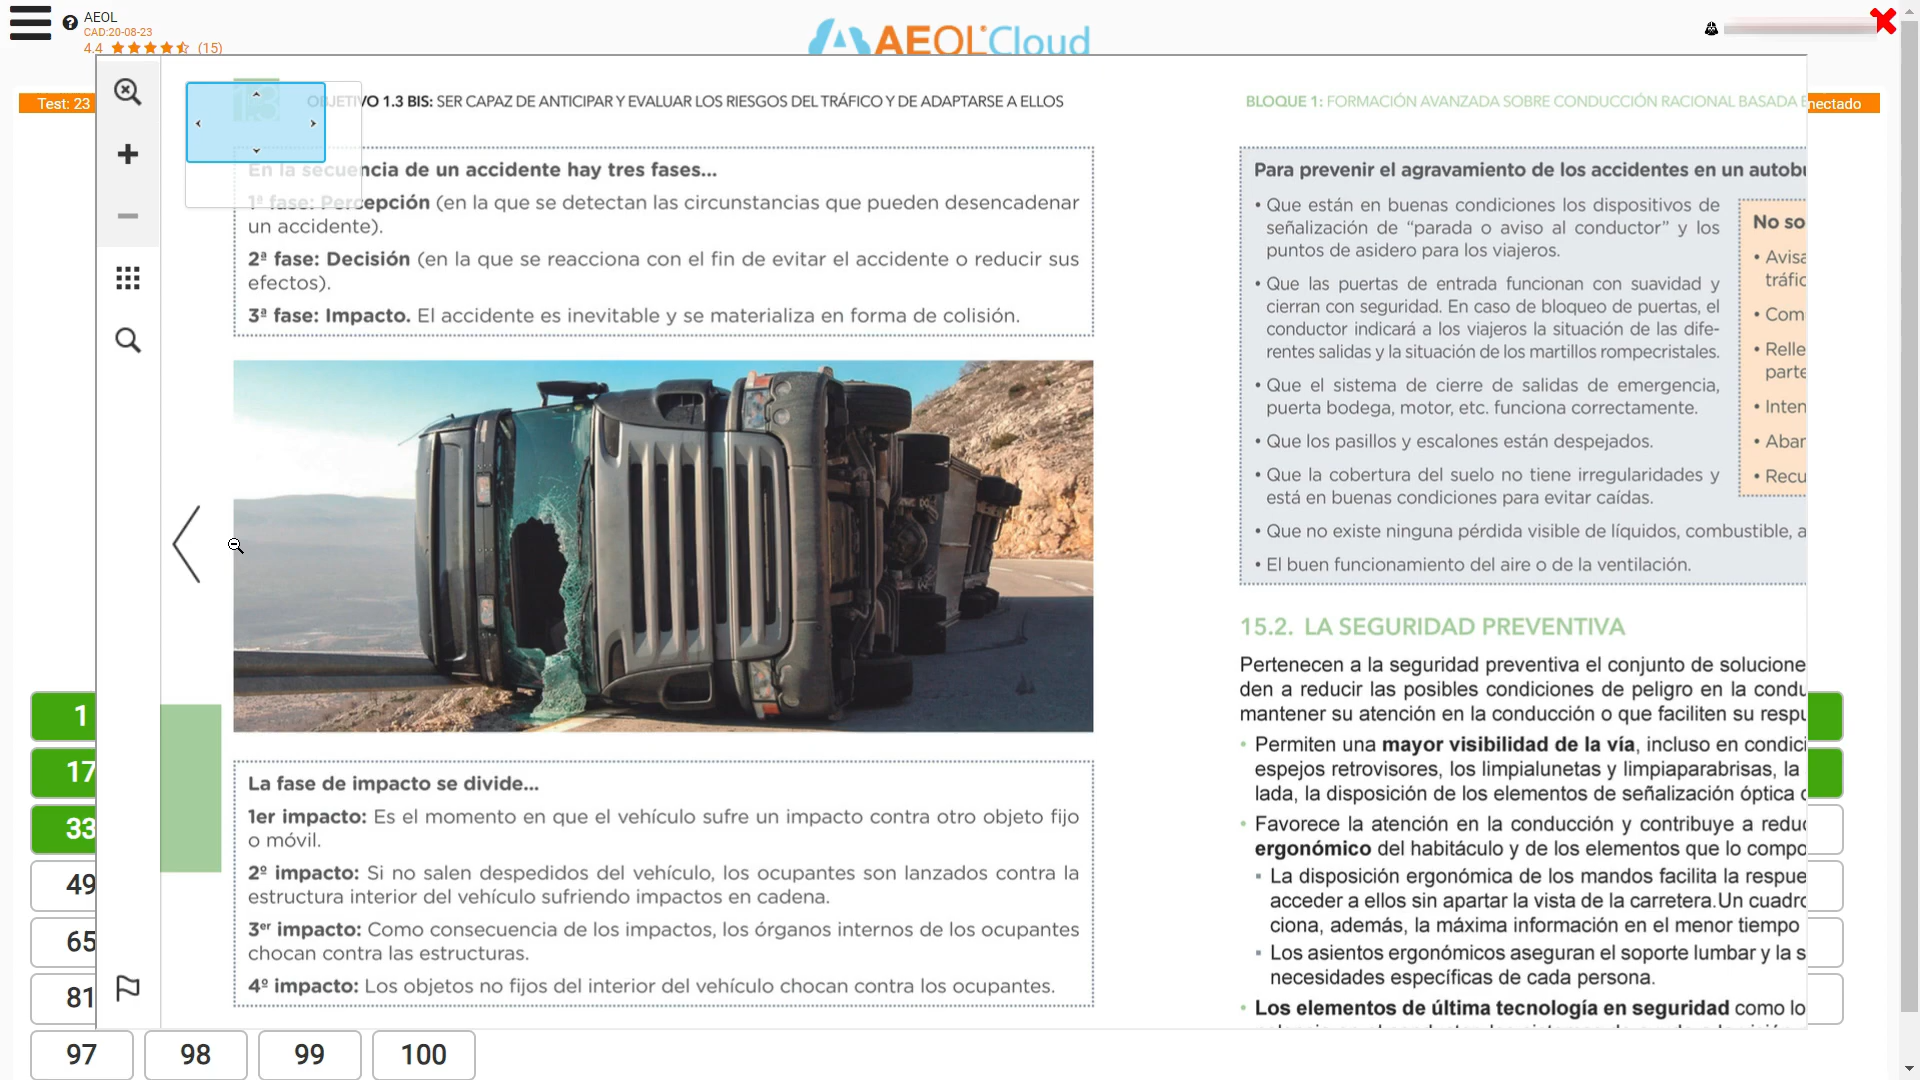 AEOL
CAD:20-08-23
4.4 (15)
AEOL Cloud
Test: 23
nectado
OBJETIVO 1.3 BIS: SER CAPAZ DE ANTICIPAR Y EVALUAR LOS RIESGOS DEL TRÁFICO Y DE ADAPTARSE A ELLOS
En la secuencia de un accidente hay tres fases...
1ª fase: Percepción (en la que se detectan las circunstancias que pueden desencadenar
un accidente).
2ª fase: Decisión (en la que se reacciona con el fin de evitar el accidente o reducir sus
efectos).
3ª fase: Impacto. El accidente es inevitable y se materializa en forma de colisión.
La fase de impacto se divide...
1er impacto: Es el momento en que el vehículo sufre un impacto contra otro objeto fijo
o móvil.
2º impacto: Si no salen despedidos del vehículo, los ocupantes son lanzados contra la
estructura interior del vehículo sufriendo impactos en cadena.
3er impacto: Como consecuencia de los impactos, los órganos internos de los ocupantes
chocan contra las estructuras.
4º impacto: Los objetos no fijos del interior del vehículo chocan contra los ocupantes.
BLOQUE 1: FORMACIÓN AVANZADA SOBRE CONDUCCIÓN RACIONAL BASADA E
Para prevenir el agravamiento de los accidentes en un autobu
• Que están en buenas condiciones los dispositivos de
señalización de “parada o aviso al conductor” y los
puntos de asidero para los viajeros.
• Que las puertas de entrada funcionan con suavidad y
cierran con seguridad. En caso de bloqueo de puertas, el
conductor indicará a los viajeros la situación de las dife-
rentes salidas y la situación de los martillos rompecristales.
• Que el sistema de cierre de salidas de emergencia,
puerta bodega, motor, etc. funciona correctamente.
• Que los pasillos y escalones están despejados.
• Que la cobertura del suelo no tiene irregularidades y
está en buenas condiciones para evitar caídas.
• Que no existe ninguna pérdida visible de líquidos, combustible, a
• El buen funcionamiento del aire o de la ventilación.
No so
• Avisa
tráfic
• Com
• Relle
parte
• Inten
• Abar
• Recu
15.2. LA SEGURIDAD PREVENTIVA
Pertenecen a la seguridad preventiva el conjunto de solucione
den a reducir las posibles condiciones de peligro en la condu
mantener su atención en la conducción o que faciliten su respu
• Permiten una mayor visibilidad de la vía, incluso en condici
espejos retrovisores, los limpialunetas y limpiaparabrisas, la
lada, la disposición de los elementos de señalización óptica
• Favorece la atención en la conducción y contribuye a redu
ergonómico del habitáculo y de los elementos que lo compo
▪ La disposición ergonómica de los mandos facilita la respue
acceder a ellos sin apartar la vista de la carretera.Un cuadro
ciona, además, la máxima información en el menor tiempo
▪ Los asientos ergonómicos aseguran el soporte lumbar y la s
necesidades específicas de cada persona.
• Los elementos de última tecnología en seguridad como lo
1
17
33
49
65
81
97 98 99 100